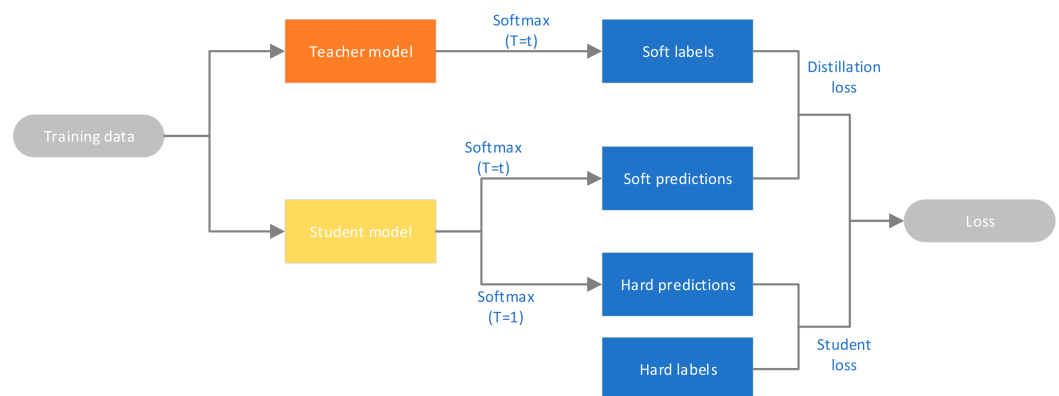 Softmax
(T=t)
Teacher model
Soft labels
Distillation
loss
Training data
Softmax
(T=t)
Soft predictions
Student model
Loss
Hard predictions
Softmax
(T=1)
Student
loss
Hard labels